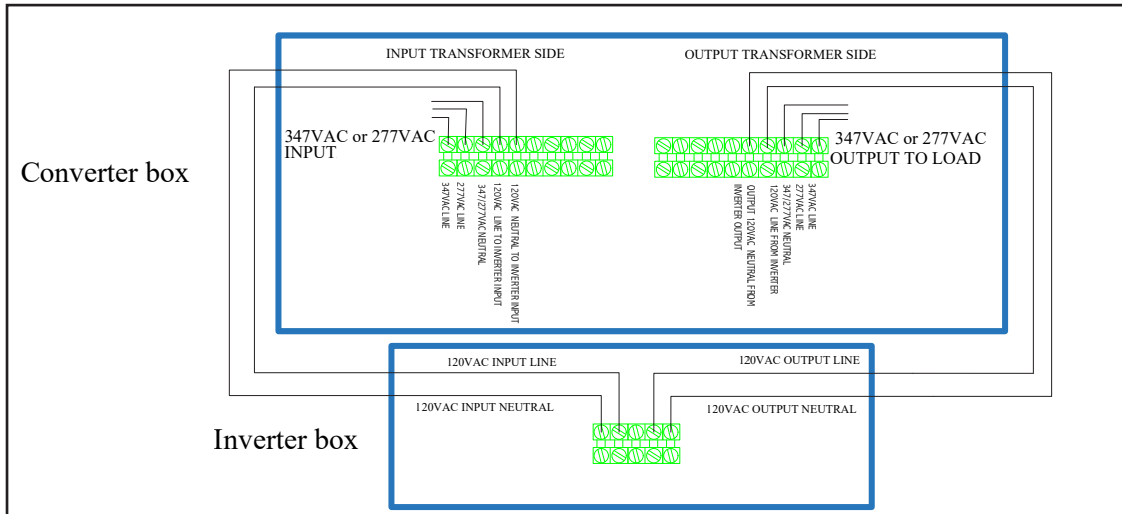 INPUT TRANSFORMER SIDE
OUTPUT TRANSFORMER SIDE
347VAC or 277VAC
INPUT
347VAC or 277VAC
OUTPUT TO LOAD
Converter box
347VAC LINE
277VAC LINE
347/277VAC NEUTRAL
120VAC LINE TO INVERTER INPUT
120VAC NEUTRAL TO INVERTER INPUT
OUTPUT 120VAC NEUTRAL FROM
INVERTER OUTPUT
120VAC LINE FROM INVERTER
347/277VAC NEUTRAL
277VAC LINE
347VAC LINE
120VAC INPUT LINE
120VAC OUTPUT LINE
120VAC INPUT NEUTRAL
120VAC OUTPUT NEUTRAL
Inverter box